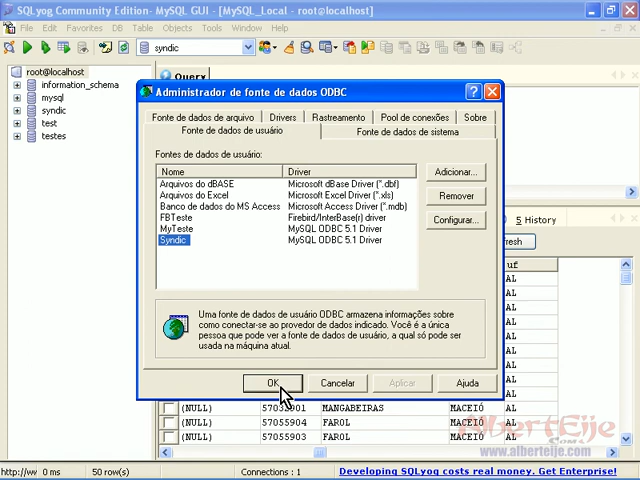 SQLyog Community Edition- MySQL GUI - [MySQL_Local - root@localhost]
File Edit Favorites DB Table Objects Tools Window Help
syndic
root@localhost
information_schema
mysql
syndic
test
testes
Query
Administrador de fonte de dados ODBC
Fonte de dados de arquivo Drivers Rastreamento Pool de conexões Sobre
Fonte de dados de usuário Fonte de dados de sistema
Fontes de dados de usuário:
Nome Driver
Arquivos do dBASE Microsoft dBase Driver (*.dbf)
Arquivos do Excel Microsoft Excel Driver (*.xls)
Banco de dados do MS Access Microsoft Access Driver (*.mdb)
FBTeste Firebird/InterBase(r) driver
MyTeste MySQL ODBC 5.1 Driver
Syndic MySQL ODBC 5.1 Driver
Adicionar...
Remover
Configurar...
Uma fonte de dados de usuário ODBC armazena informações sobre
como conectar-se ao provedor de dados indicado. Você é a única
pessoa que pode ver a fonte de dados de usuário, a qual só pode ser
usada na máquina atual.
OK Cancelar Aplicar Ajuda
5 History
resh
uf
AL
AL
AL
AL
AL
AL
AL
AL
AL
AL
AL
(NULL) 57032901 MANGABEIRAS MACEIÓ AL
(NULL) 57055904 FAROL MACEIÓ AL
(NULL) 57055903 FAROL MACEIÓ AL
AlbertEije
.com
www.alberteije.com
http://w 0 ms 50 row(s) Connections : 1 Developing SQLyog costs real money. Get Enterprise!